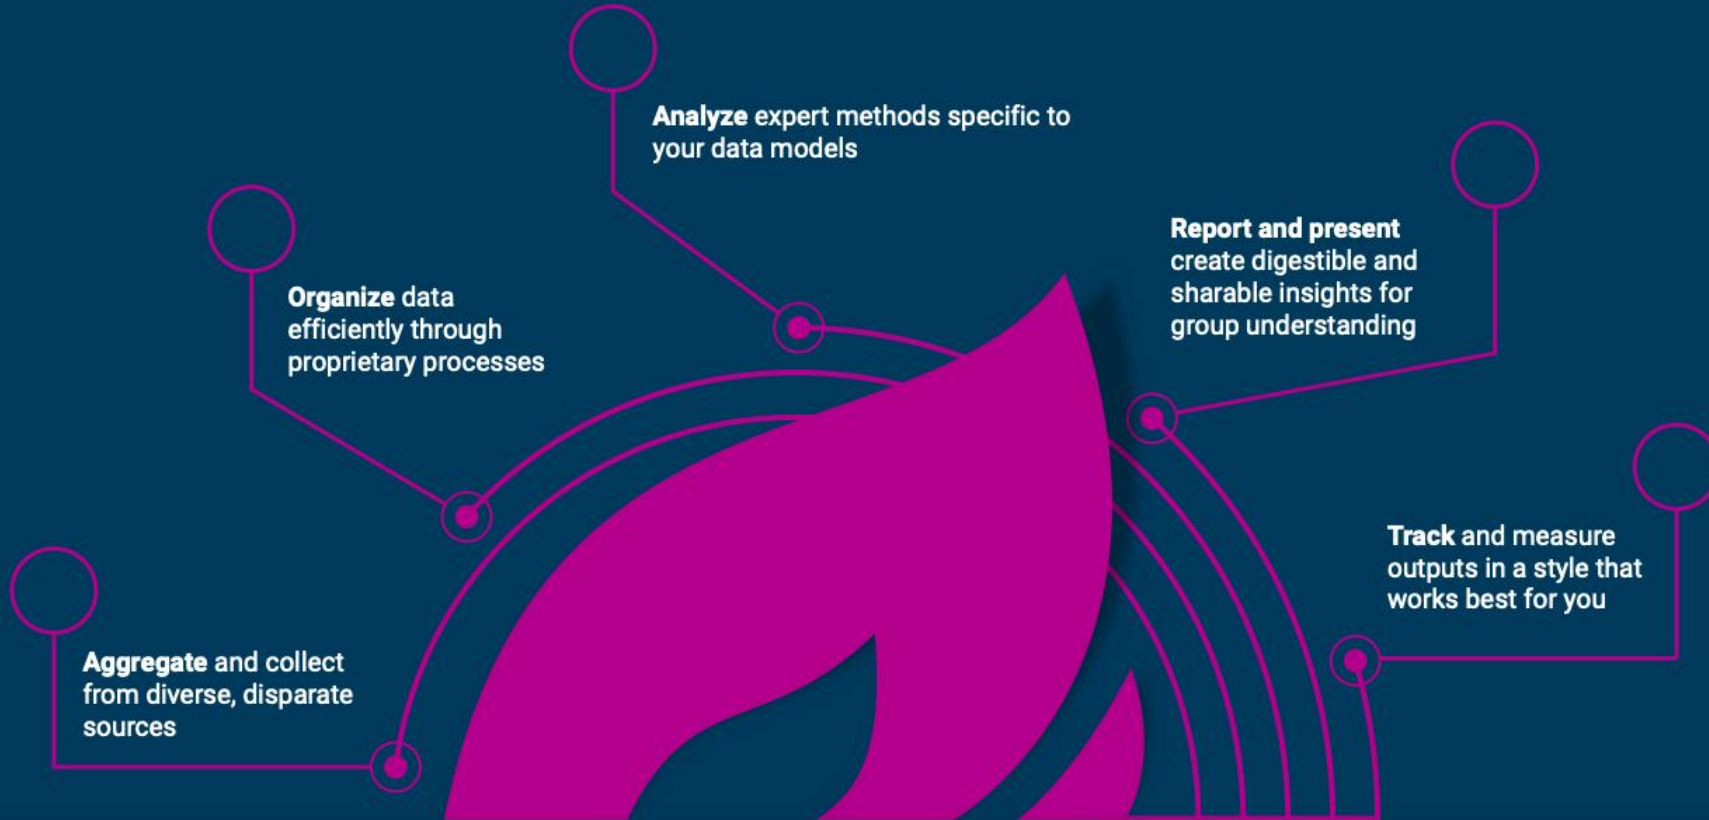 Analyze expert methods specific to
your data models
Report and present
create digestible and
sharable insights for
group understanding
Organize data
efficiently through
proprietary processes
Track and measure
outputs in a style that
works best for you
Aggregate and collect
from diverse, disparate
sources